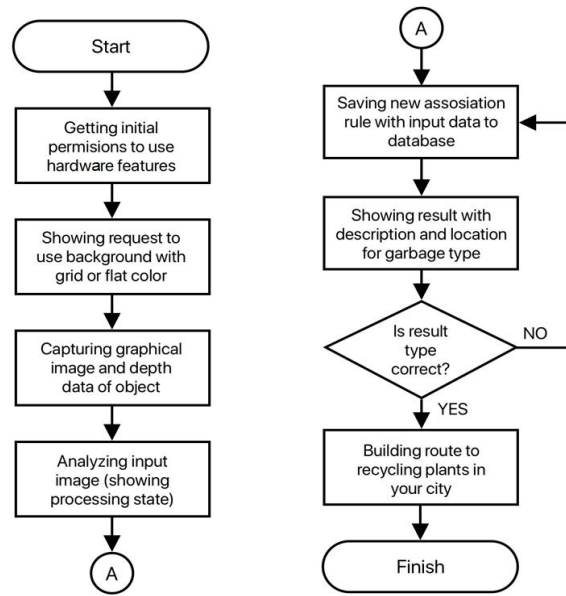 Start
Getting initial
permisions to use
hardware features
Showing request to
use background with
grid or flat color
Capturing graphical
image and depth
data of object
Analyzing input
image (showing
processing state)
A
A
Saving new assosiation
rule with input data to
database
Showing result with
description and location
for garbage type
Is result
type
correct?
NO
YES
Building route to
recycling plants in
your city
Finish